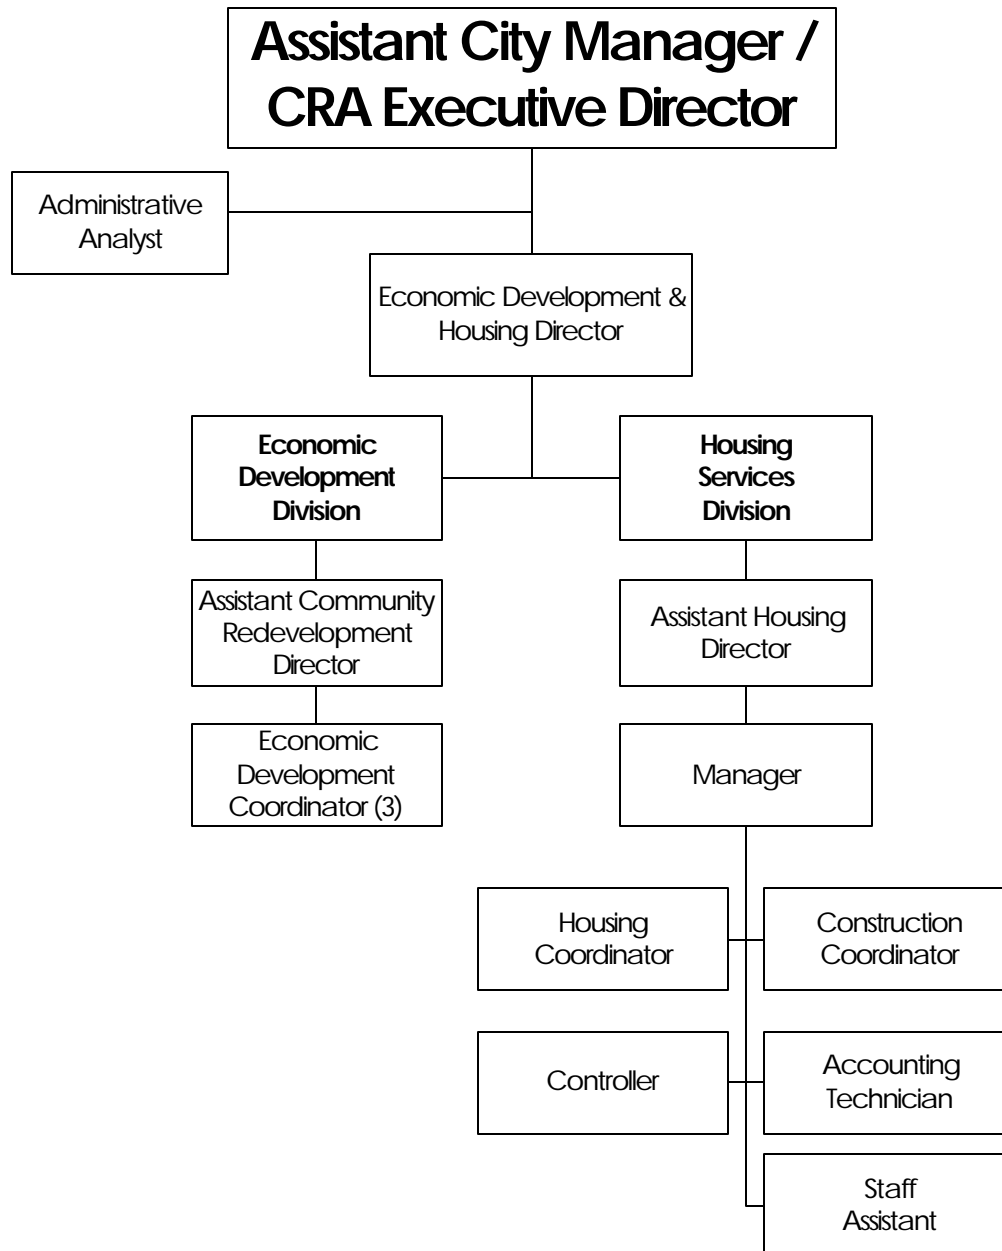 Assistant City Manager /
CRA Executive Director
Administrative
Analyst
Economic Development &
Housing Director
Economic
Development
Division
Housing
Services
Division
Assistant Community
Redevelopment
Director
Assistant Housing
Director
Economic
Development
Coordinator (3)
Manager
Housing
Coordinator
Construction
Coordinator
Controller
Accounting
Technician
Staff
Assistant